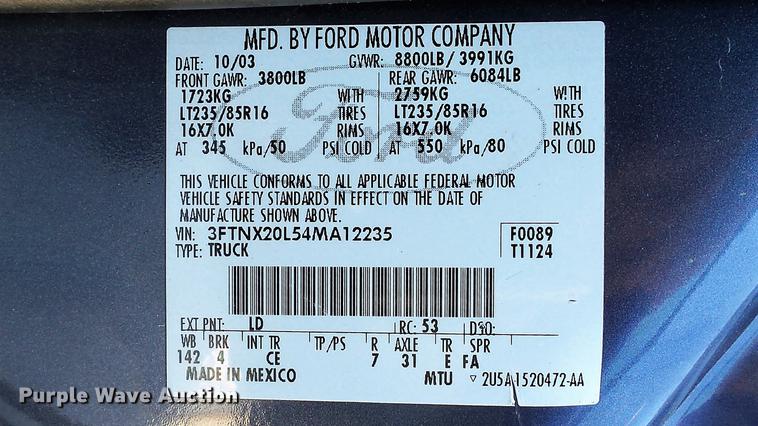 MFD. BY FORD MOTOR COMPANY
DATE: 10/03 GVWR: 8800LB/ 3991KG
FRONT GAWR: 3800LB REAR GAWR: 6084LB
1723KG WITH 2759KG WITH
LT235/85R16 TIRES LT235/85R16 TIRES
16X7.0K RIMS 16X7.0K RIMS
AT 345 kPa/50 PSI COLD AT 550 kPa/80 PSI COLD
Ford
THIS VEHICLE CONFORMS TO ALL APPLICABLE FEDERAL MOTOR
VEHICLE SAFETY STANDARDS IN EFFECT ON THE DATE OF
MANUFACTURE SHOWN ABOVE.
VIN: 3FTNX20L54MA12235 F0089
TYPE: TRUCK T1124
EXT PNT: LD RC: 53 DSO:
WB BRK INT TR TP/PS R AXLE TR SPR
142 4 CE 7 31 E FA
MADE IN MEXICO MTU ▽ 2U5A 1520472-AA
Purple Wave Auction